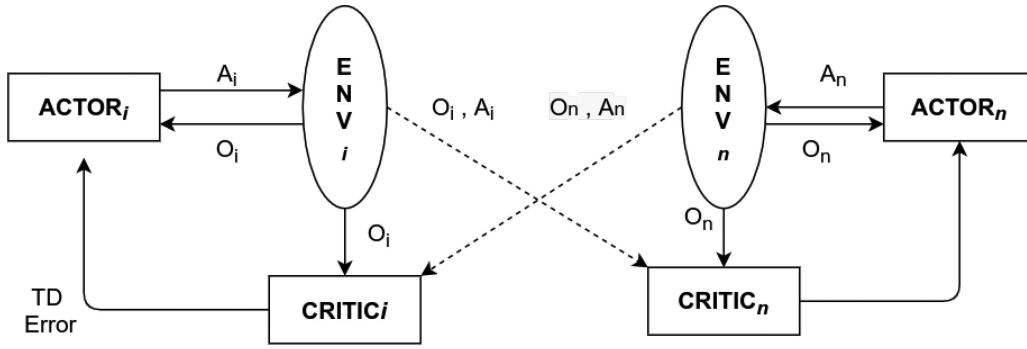 ACTORi
Ai
Oi
E
N
V
i
Oi , Ai
On , An
E
N
V
n
An
On
ACTORn
Oi
On
TD
Error
CRITICi
CRITICn